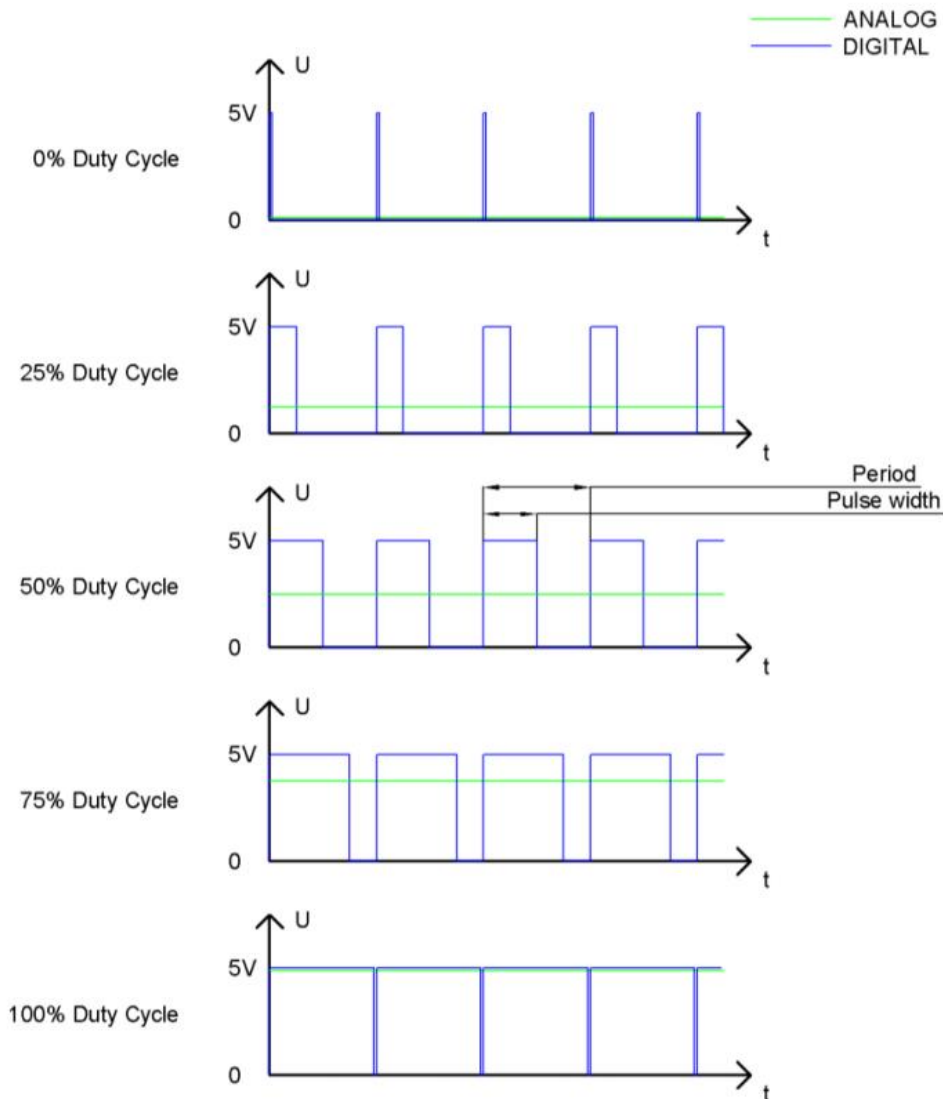 ANALOG
DIGITAL
U
5V
0% Duty Cycle
0
t
U
5V
25% Duty Cycle
0
t
Period
U
Pulse width
5V
50% Duty Cycle
0
t
U
5V
75% Duty Cycle
0
t
U
5V
100% Duty Cycle
0
t